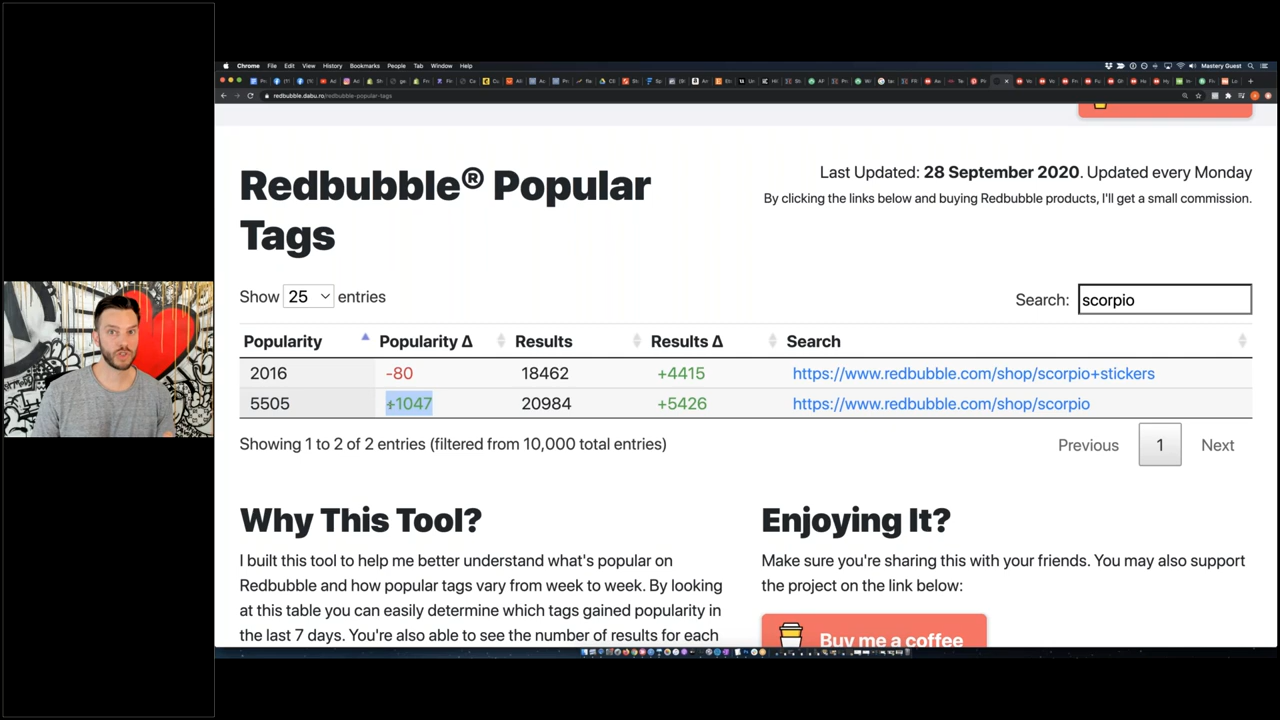 Chrome File Edit View History Bookmarks People Tab Window Help
Mastery Guest
redbubble.dabu.ro/redbubble-popular-tags
Redbubble® Popular
Tags
Last Updated: 28 September 2020. Updated every Monday
By clicking the links below and buying Redbubble products, I'll get a small commission.
Show 25 entries
Search: scorpio
Popularity Popularity Δ Results Results Δ Search
2016 -80 18462 +4415 https://www.redbubble.com/shop/scorpio+stickers
5505 +1047 20984 +5426 https://www.redbubble.com/shop/scorpio
Showing 1 to 2 of 2 entries (filtered from 10,000 total entries)
Previous 1 Next
Why This Tool?
I built this tool to help me better understand what's popular on
Redbubble and how popular tags vary from week to week. By looking
at this table you can easily determine which tags gained popularity in
the last 7 days. You're also able to see the number of results for each
Enjoying It?
Make sure you're sharing this with your friends. You may also support
the project on the link below:
Buy me a coffee